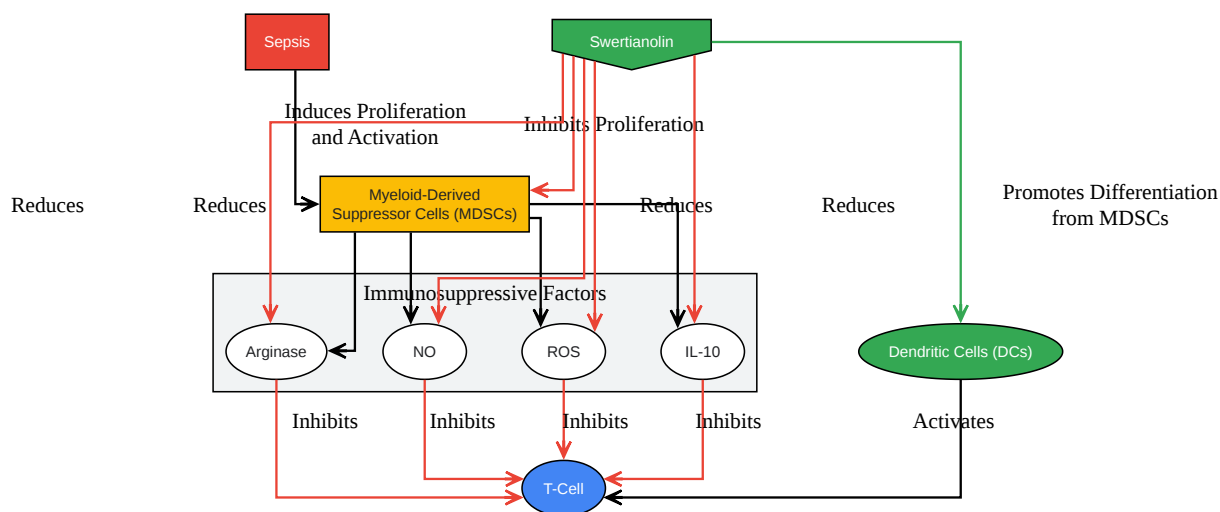 Sepsis
Swertianolin
Induces Proliferation
and Activation
Inhibits Proliferation
Myeloid-Derived
Suppressor Cells (MDSCs)
Reduces
Reduces
Reduces
Reduces
Promotes Differentiation
from MDSCs
Immunosuppressive Factors
Arginase
NO
ROS
IL-10
Dendritic Cells (DCs)
Inhibits
Inhibits
Inhibits
Inhibits
Activates
T-Cell